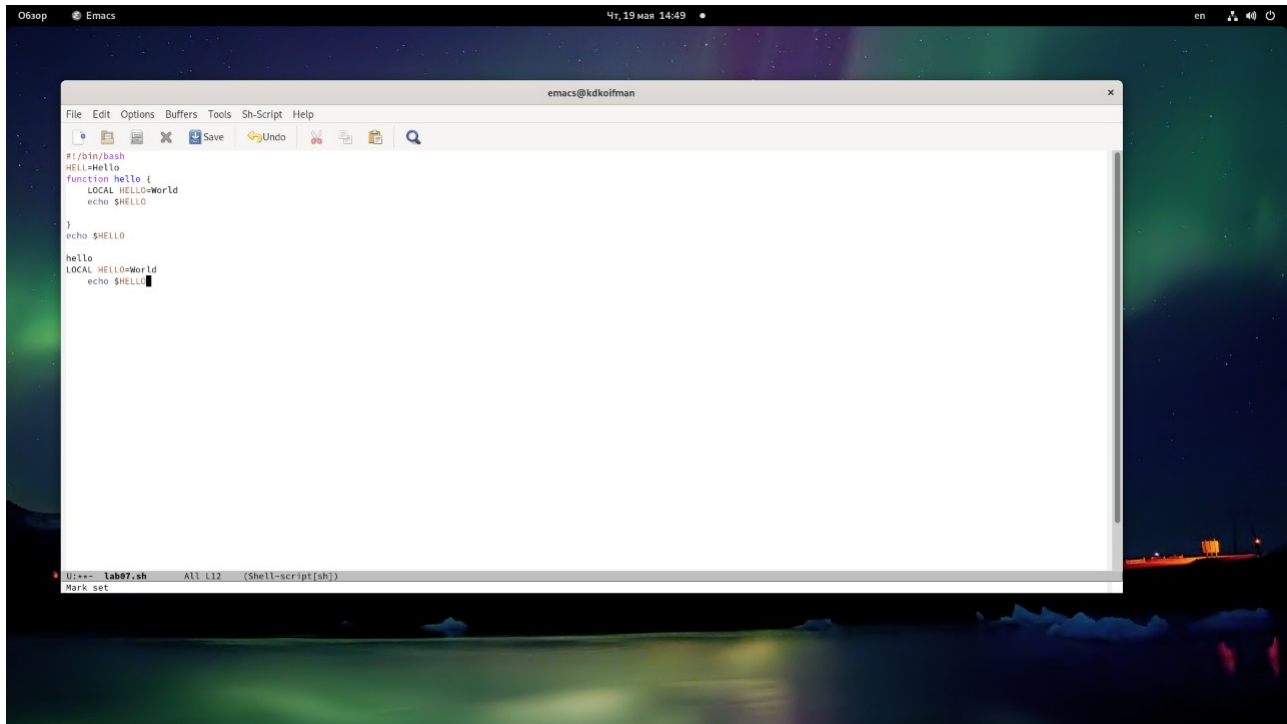 Обзор Emacs Чт, 19 мая 14:49 en
emacs@kdkoifman
File Edit Options Buffers Tools Sh-Script Help
Save Undo
#!/bin/bash
HELL=Hello
function hello {
    LOCAL HELLO=World
    echo $HELLO
}
echo $HELLO
hello
LOCAL HELLO=World
    echo $HELLO
U:**- lab07.sh All L12 (Shell-script[sh])
Mark set